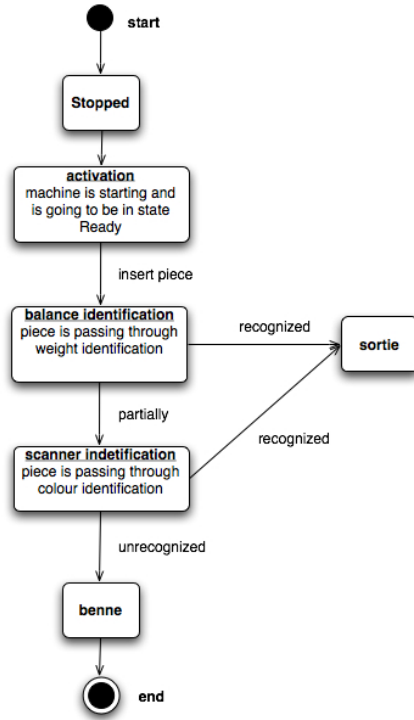 start
Stopped
activation
machine is starting and
is going to be in state
Ready
insert piece
balance identification
piece is passing through
weight identification
recognized
sortie
partially
recognized
scanner indetification
piece is passing through
colour identification
unrecognized
benne
end